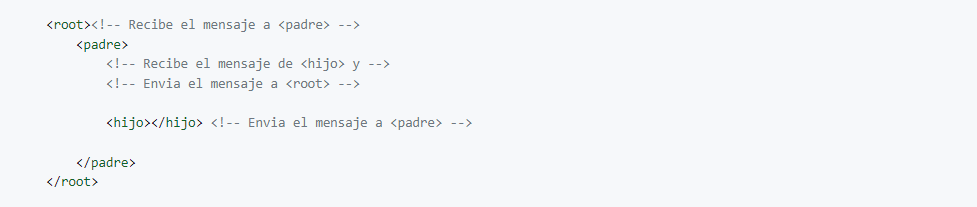 <root><!-- Recibe el mensaje a <padre> -->
<padre>
<!-- Recibe el mensaje de <hijo> y -->
<!-- Envia el mensaje a <root> -->
<hijo></hijo> <!-- Envia el mensaje a <padre> -->
</padre>
</root>